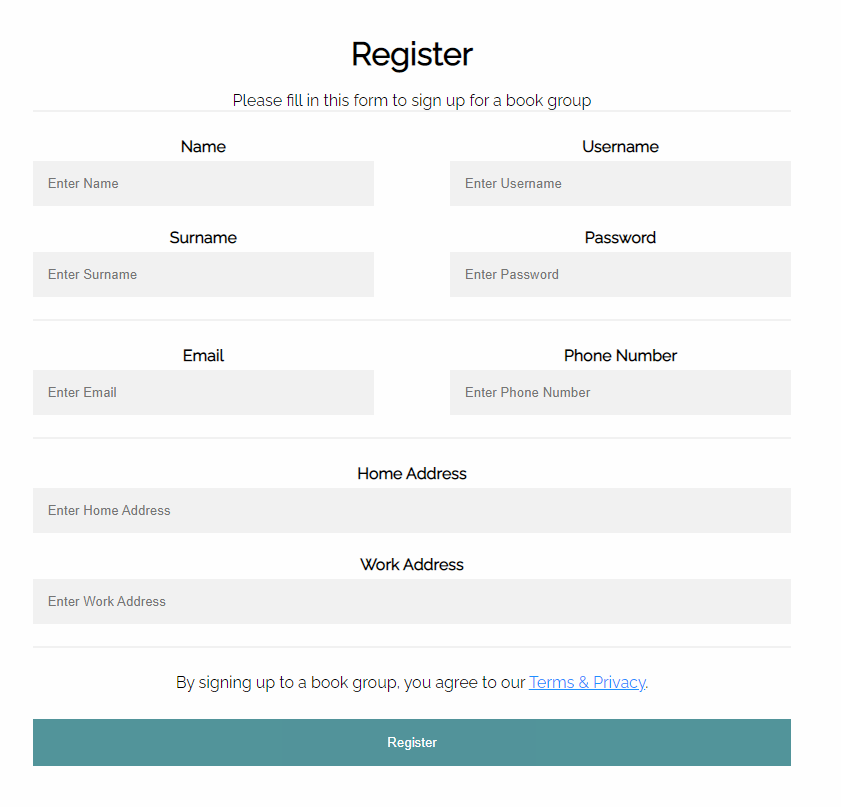 Register
Please fill in this form to sign up for a book group
Name
Username
Enter Name
Enter Username
Surname
Password
Enter Surname
Enter Password
Email
Phone Number
Enter Email
Enter Phone Number
Home Address
Enter Home Address
Work Address
Enter Work Address
By signing up to a book group, you agree to our Terms & Privacy.
Register